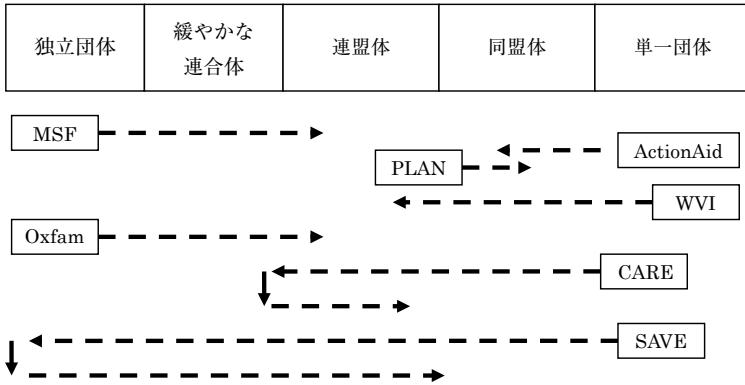 独立団体
緩やかな
連合体
連盟体
同盟体
単一団体
MSF
ActionAid
PLAN
WVI
Oxfam
CARE
SAVE